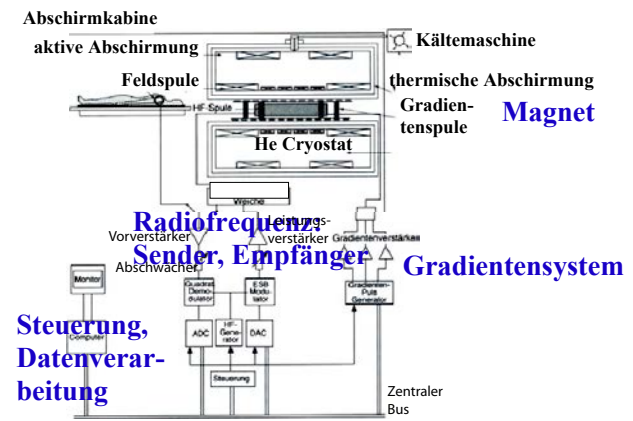 Abschirmkabine
aktive Abschirmung
Kältemaschine
Feldspule
thermische Abschirmung
HF-Spule
Gradien-
tenspule
Magnet
He Cryostat
Weiche
Radiofrequenz:
Sender, Empfänger
Leistungs-
verstärker
Vorverstärker
Abschwächer
Gradientenverstärker
Gradientensystem
Monitor
Quadrat.
Demo-
dulator
ESB
Modu-
lator
Gradienten-
Puls
Generator
Steuerung,
Datenverar-
beitung
Computer
ADC
HF-
Gene-
rator
DAC
Steuerung
Zentraler
Bus